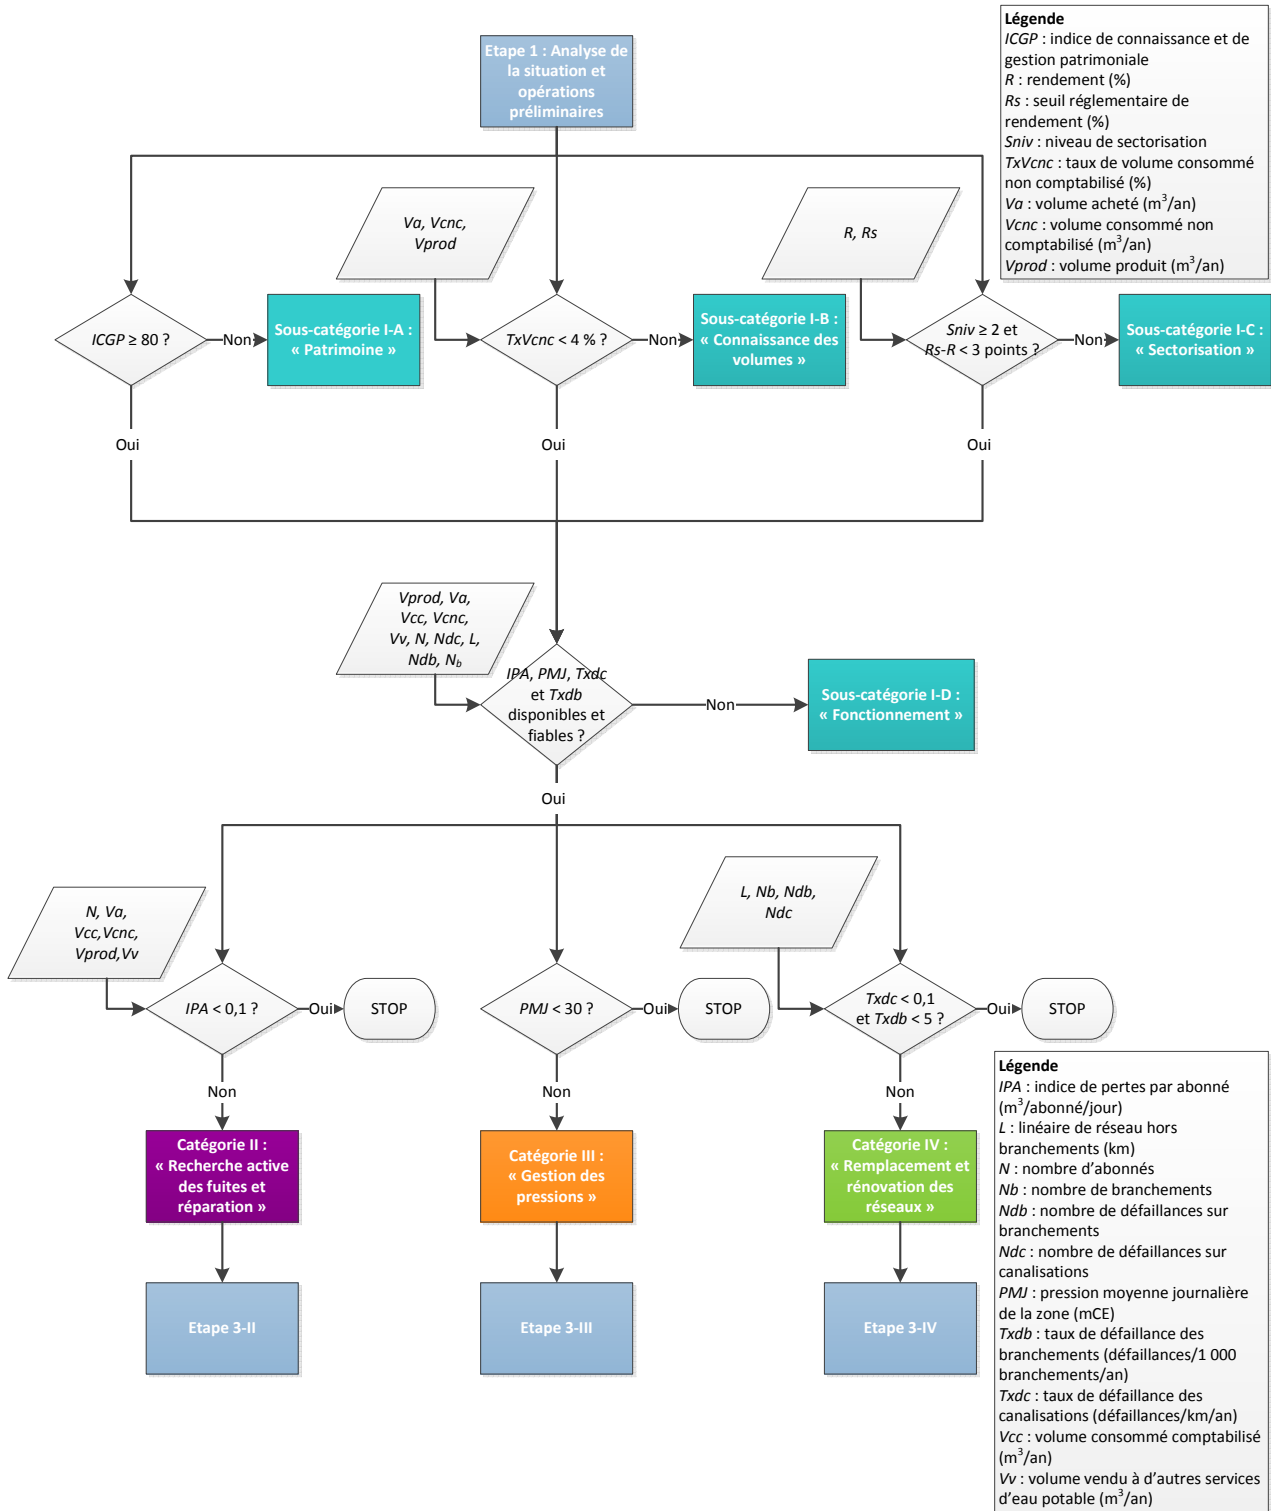 Etape 1 : Analyse de
la situation et
opérations
préliminaires
Légende
ICGP : indice de connaissance et de
gestion patrimoniale
R : rendement (%)
Rs : seuil réglementaire de
rendement (%)
Sniv : niveau de sectorisation
TxVcnc : taux de volume consommé
non comptabilisé (%)
Va : volume acheté (m³/an)
Vcnc : volume consommé non
comptabilisé (m³/an)
Vprod : volume produit (m³/an)
Va, Vcnc,
Vprod
R, Rs
ICGP ≥ 80 ?
Non
Sous-catégorie I-A :
« Patrimoine »
TxVcnc < 4 % ?
Non
Sous-catégorie I-B :
« Connaissance des
volumes »
Sniv ≥ 2 et
Rs-R < 3 points ?
Non
Sous-catégorie I-C :
« Sectorisation »
Oui
Oui
Oui
Vprod, Va,
Vcc, Vcnc,
Vv, N, Ndc, L,
Ndb, N_b
IPA, PMJ, Txdc
et Txdb
disponibles et
fiables ?
Non
Sous-catégorie I-D :
« Fonctionnement »
Oui
N, Va,
Vcc,Vcnc,
Vprod,Vv
L, Nb, Ndb,
Ndc
IPA < 0,1 ?
Oui
STOP
PMJ < 30 ?
Oui
STOP
Txdc < 0,1
et Txdb < 5 ?
Oui
STOP
Non
Non
Non
Catégorie II :
« Recherche active
des fuites et
réparation »
Catégorie III :
« Gestion des
pressions »
Catégorie IV :
« Remplacement et
rénovation des
réseaux »
Etape 3-II
Etape 3-III
Etape 3-IV
Légende
IPA : indice de pertes par abonné
(m³/abonné/jour)
L : linéaire de réseau hors
branchements (km)
N : nombre d'abonnés
Nb : nombre de branchements
Ndb : nombre de défaillances sur
branchements
Ndc : nombre de défaillances sur
canalisations
PMJ : pression moyenne journalière
de la zone (mCE)
Txdb : taux de défaillance des
branchements (défaillances/1 000
branchements/an)
Txdc : taux de défaillance des
canalisations (défaillances/km/an)
Vcc : volume consommé comptabilisé
(m³/an)
Vv : volume vendu à d'autres services
d'eau potable (m³/an)